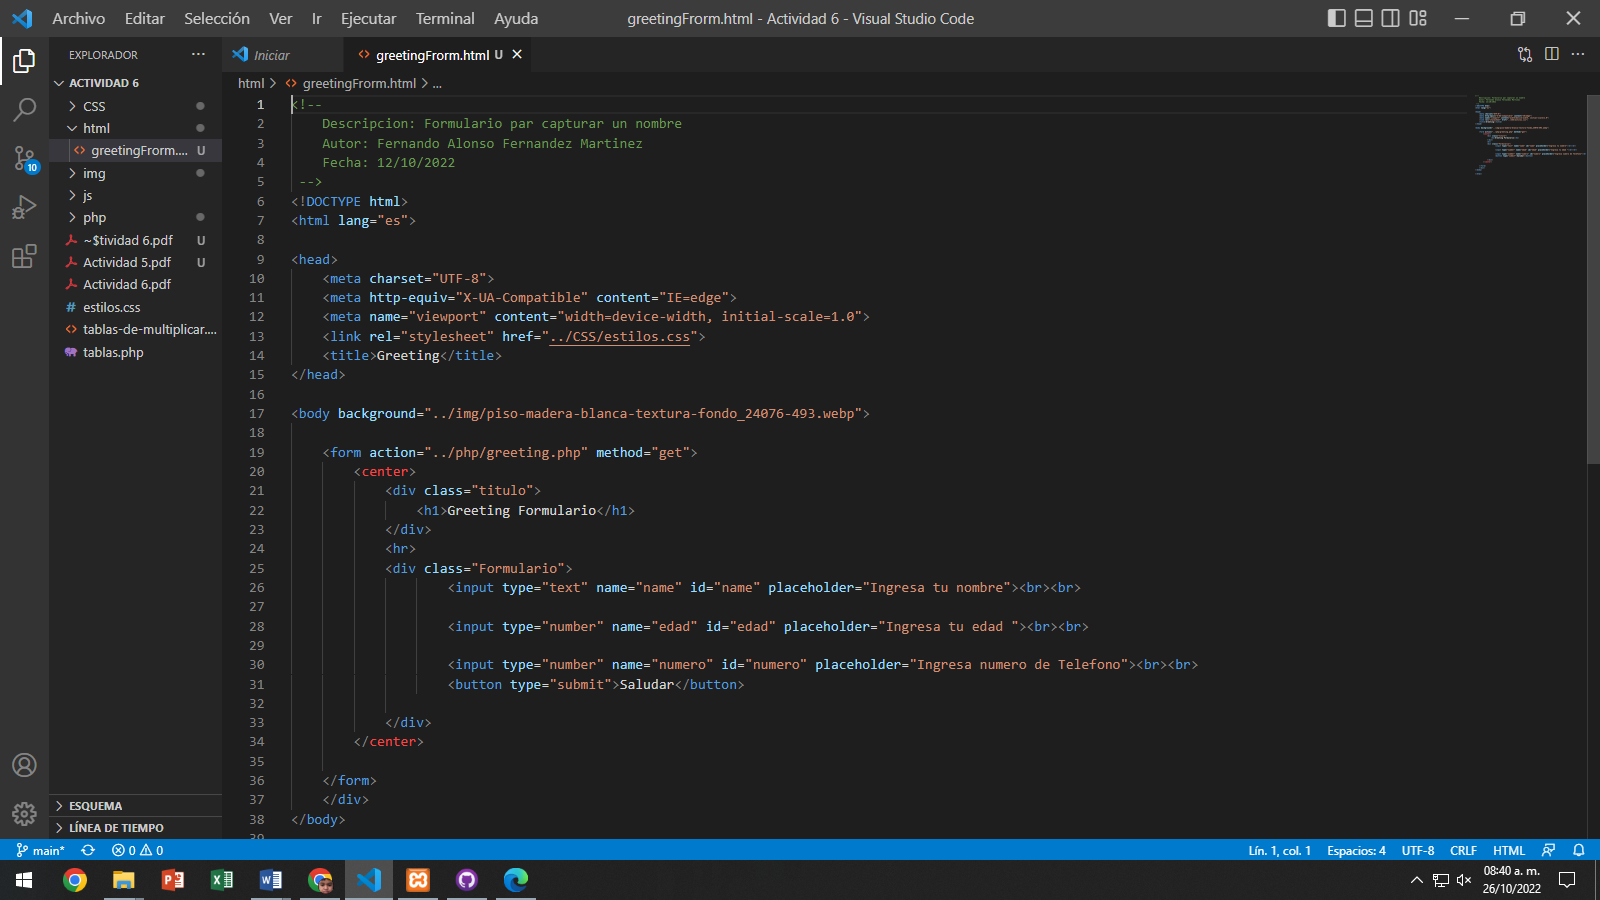 Archivo Editar Selección Ver Ir Ejecutar Terminal Ayuda greetingFrorm.html - Actividad 6 - Visual Studio Code
EXPLORADOR
ACTIVIDAD 6
CSS
html
greetingFrorm.... U
img
js
php
~$tividad 6.pdf U
Actividad 5.pdf U
Actividad 6.pdf
# estilos.css
tablas-de-multiplicar....
tablas.php
ESQUEMA
LÍNEA DE TIEMPO
10
Iniciar
greetingFrorm.html U
html > greetingFrorm.html > ...
1 <!--
2 Descripcion: Formulario par capturar un nombre
3 Autor: Fernando Alonso Fernandez Martinez
4 Fecha: 12/10/2022
5 -->
6 <!DOCTYPE html>
7 <html lang="es">
8
9 <head>
10 <meta charset="UTF-8">
11 <meta http-equiv="X-UA-Compatible" content="IE=edge">
12 <meta name="viewport" content="width=device-width, initial-scale=1.0">
13 <link rel="stylesheet" href="../CSS/estilos.css">
14 <title>Greeting</title>
15 </head>
16
17 <body background="../img/piso-madera-blanca-textura-fondo_24076-493.webp">
18
19 <form action="../php/greeting.php" method="get">
20 <center>
21 <div class="titulo">
22 <h1>Greeting Formulario</h1>
23 </div>
24 <hr>
25 <div class="Formulario">
26 <input type="text" name="name" id="name" placeholder="Ingresa tu nombre"><br><br>
27
28 <input type="number" name="edad" id="edad" placeholder="Ingresa tu edad "><br><br>
29
30 <input type="number" name="numero" id="numero" placeholder="Ingresa numero de Telefono"><br><br>
31 <button type="submit">Saludar</button>
32
33 </div>
34 </center>
35
36 </form>
37 </div>
38 </body>
39
main* 0 0 Lín. 1, col. 1 Espacios: 4 UTF-8 CRLF HTML
08:40 a. m.
26/10/2022